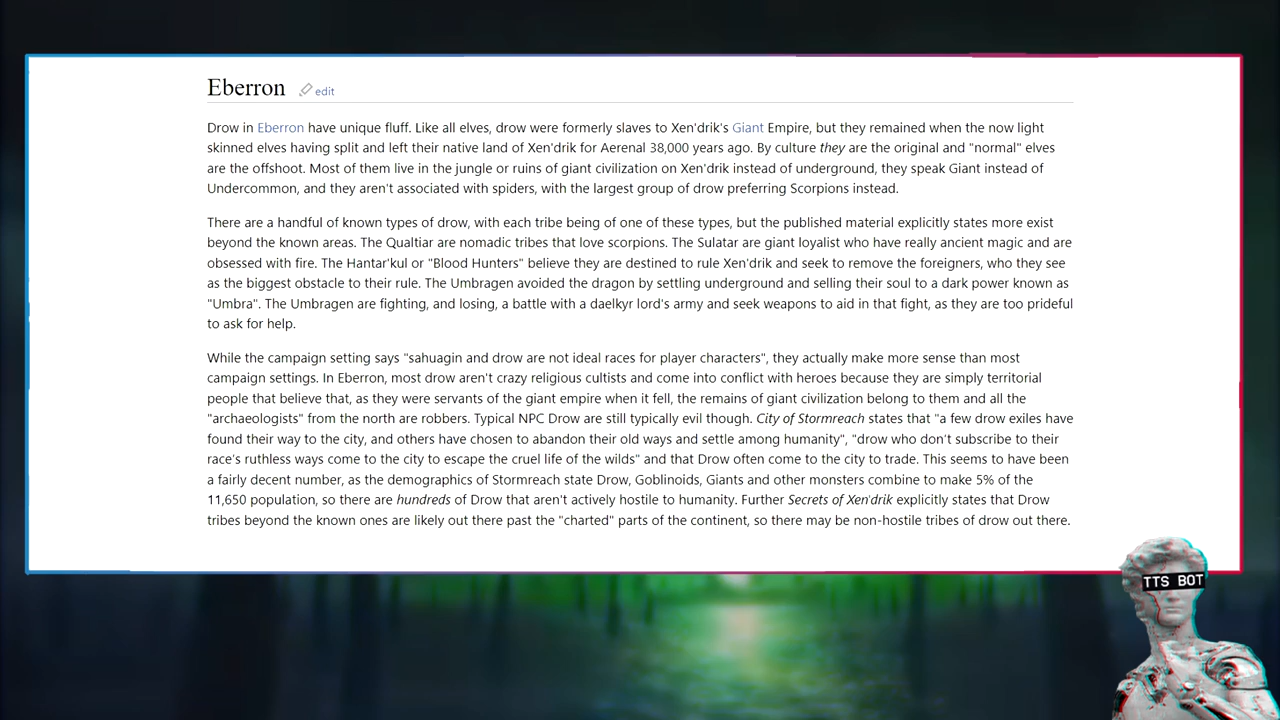 Eberron edit
Drow in Eberron have unique fluff. Like all elves, drow were formerly slaves to Xen'drik's Giant Empire, but they remained when the now light
skinned elves having split and left their native land of Xen'drik for Aerenal 38,000 years ago. By culture they are the original and "normal" elves
are the offshoot. Most of them live in the jungle or ruins of giant civilization on Xen'drik instead of underground, they speak Giant instead of
Undercommon, and they aren't associated with spiders, with the largest group of drow preferring Scorpions instead.
There are a handful of known types of drow, with each tribe being of one of these types, but the published material explicitly states more exist
beyond the known areas. The Qualtiar are nomadic tribes that love scorpions. The Sulatar are giant loyalist who have really ancient magic and are
obsessed with fire. The Hantar'kul or "Blood Hunters" believe they are destined to rule Xen'drik and seek to remove the foreigners, who they see
as the biggest obstacle to their rule. The Umbragen avoided the dragon by settling underground and selling their soul to a dark power known as
"Umbra". The Umbragen are fighting, and losing, a battle with a daelkyr lord's army and seek weapons to aid in that fight, as they are too prideful
to ask for help.
While the campaign setting says "sahuagin and drow are not ideal races for player characters", they actually make more sense than most
campaign settings. In Eberron, most drow aren't crazy religious cultists and come into conflict with heroes because they are simply territorial
people that believe that, as they were servants of the giant empire when it fell, the remains of giant civilization belong to them and all the
"archaeologists" from the north are robbers. Typical NPC Drow are still typically evil though. City of Stormreach states that "a few drow exiles have
found their way to the city, and others have chosen to abandon their old ways and settle among humanity", "drow who don't subscribe to their
race's ruthless ways come to the city to escape the cruel life of the wilds" and that Drow often come to the city to trade. This seems to have been
a fairly decent number, as the demographics of Stormreach state Drow, Goblinoids, Giants and other monsters combine to make 5% of the
11,650 population, so there are hundreds of Drow that aren't actively hostile to humanity. Further Secrets of Xen'drik explicitly states that Drow
tribes beyond the known ones are likely out there past the "charted" parts of the continent, so there may be non-hostile tribes of drow out there.
TTS BOT